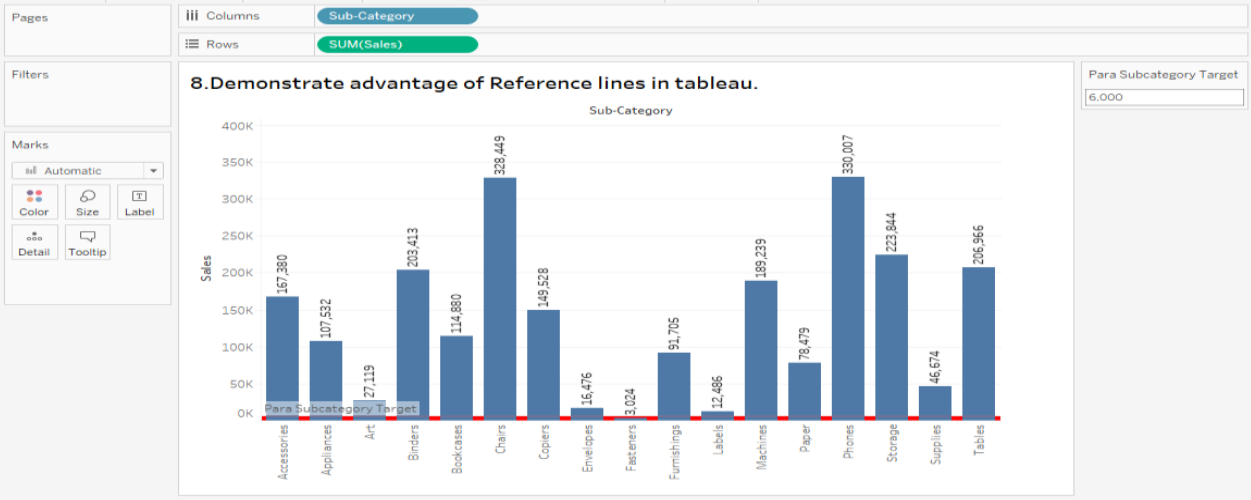 Pages
Columns
Sub-Category
Rows
SUM(Sales)
Filters
Marks
Automatic
Color
Size
T
Label
Detail
Tooltip
8.Demonstrate advantage of Reference lines in tableau.
Sub-Category
400K
350K
300K
250K
200K
150K
100K
50K
0K
Sales
167,380
107,532
27,119
203,413
114,880
328,449
149,528
16,476
3,024
91,705
12,486
189,239
78,479
330,007
223,844
46,674
206,966
Para Subcategory Target
Accessories
Appliances
Art
Binders
Bookcases
Chairs
Copiers
Envelopes
Fasteners
Furnishings
Labels
Machines
Paper
Phones
Storage
Supplies
Tables
Para Subcategory Target
6,000